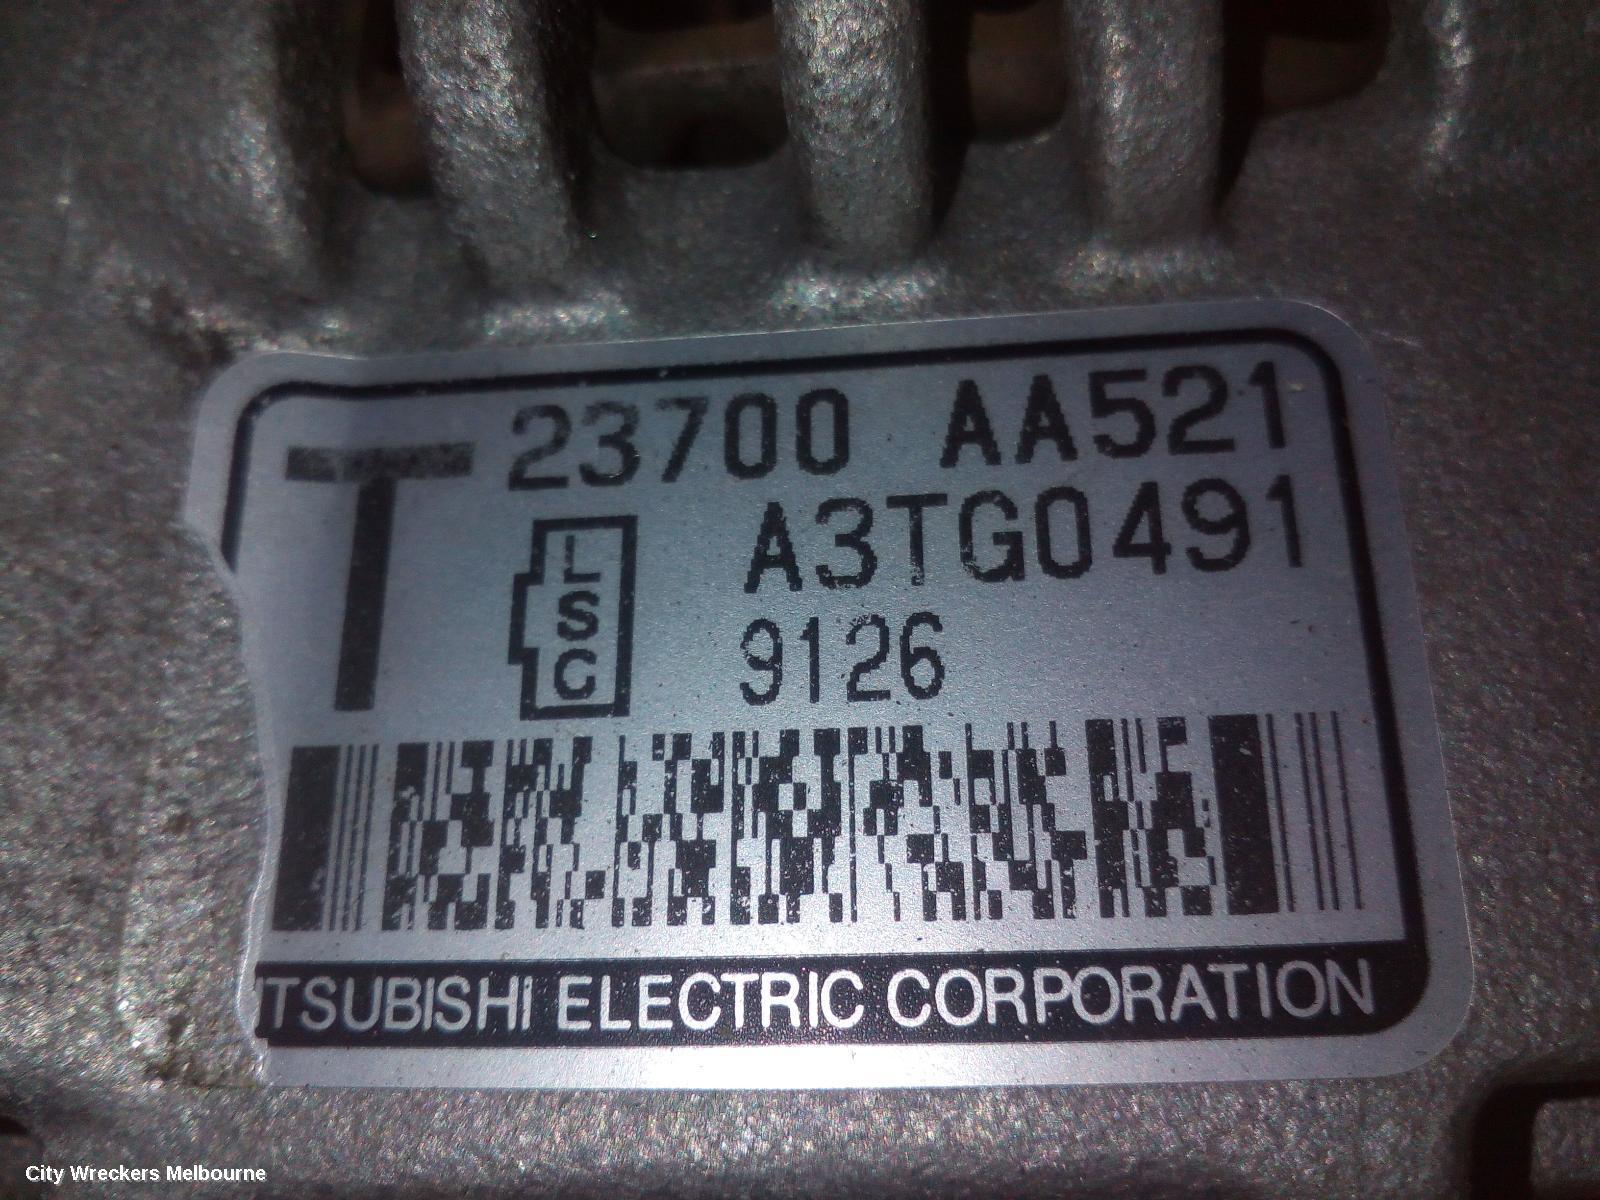 T 23700 AA521
A3TG0491
LSC
9126
ITSUBISHI ELECTRIC CORPORATION
City Wreckers Melbourne